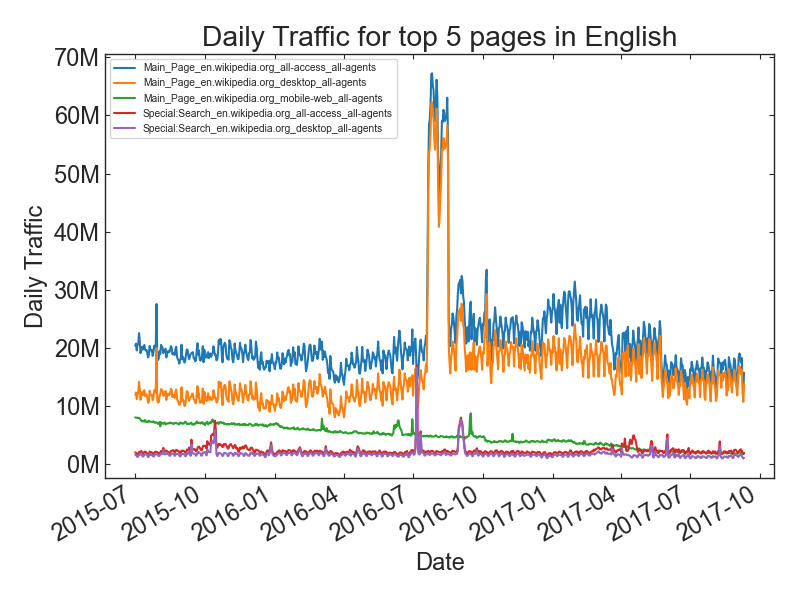 Daily Traffic for top 5 pages in English
70M
60M
50M
40M
30M
20M
10M
0M
Daily Traffic
Main_Page_en.wikipedia.org_all-access_all-agents
Main_Page_en.wikipedia.org_desktop_all-agents
Main_Page_en.wikipedia.org_mobile-web_all-agents
Special:Search_en.wikipedia.org_all-access_all-agents
Special:Search_en.wikipedia.org_desktop_all-agents
2015-07
2015-10
2016-01
2016-04
2016-07
2016-10
2017-01
2017-04
2017-07
2017-10
Date